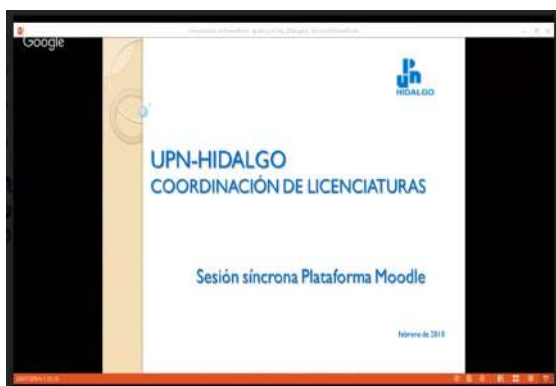 Google
upn
HIDALGO
UPN-HIDALGO
COORDINACIÓN DE LICENCIATURAS
Sesión síncrona Plataforma Moodle
febrero de 2018